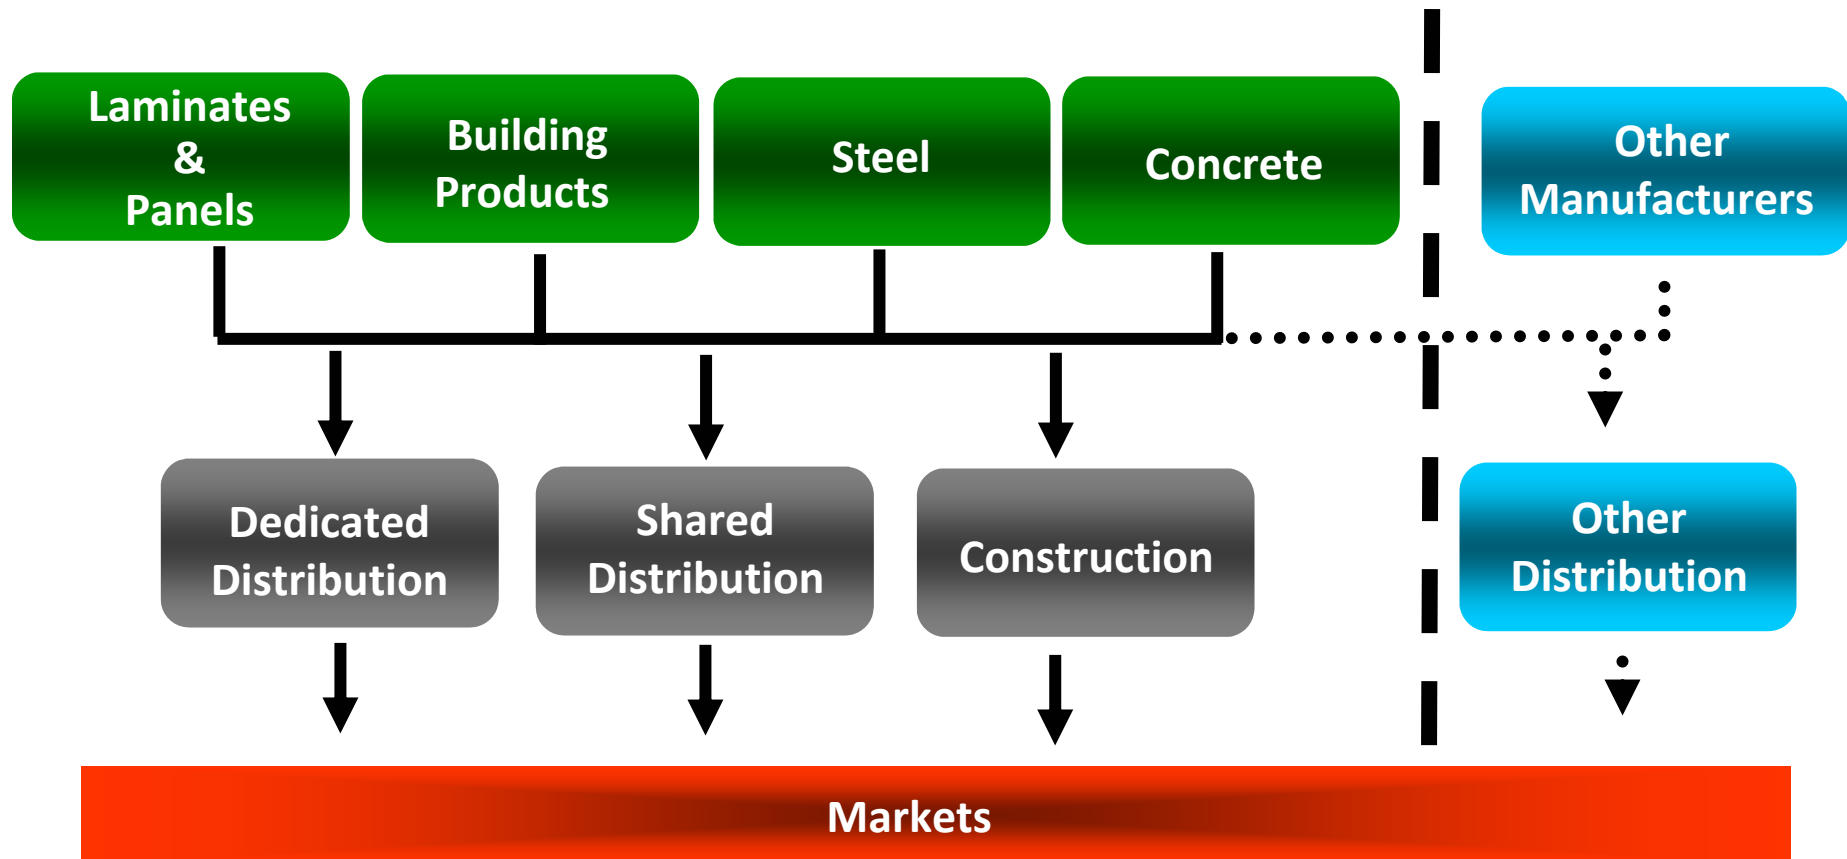 Laminates
&
Panels
Building
Products
Steel
Concrete
Other
Manufacturers
Dedicated
Distribution
Shared
Distribution
Construction
Other
Distribution
Markets